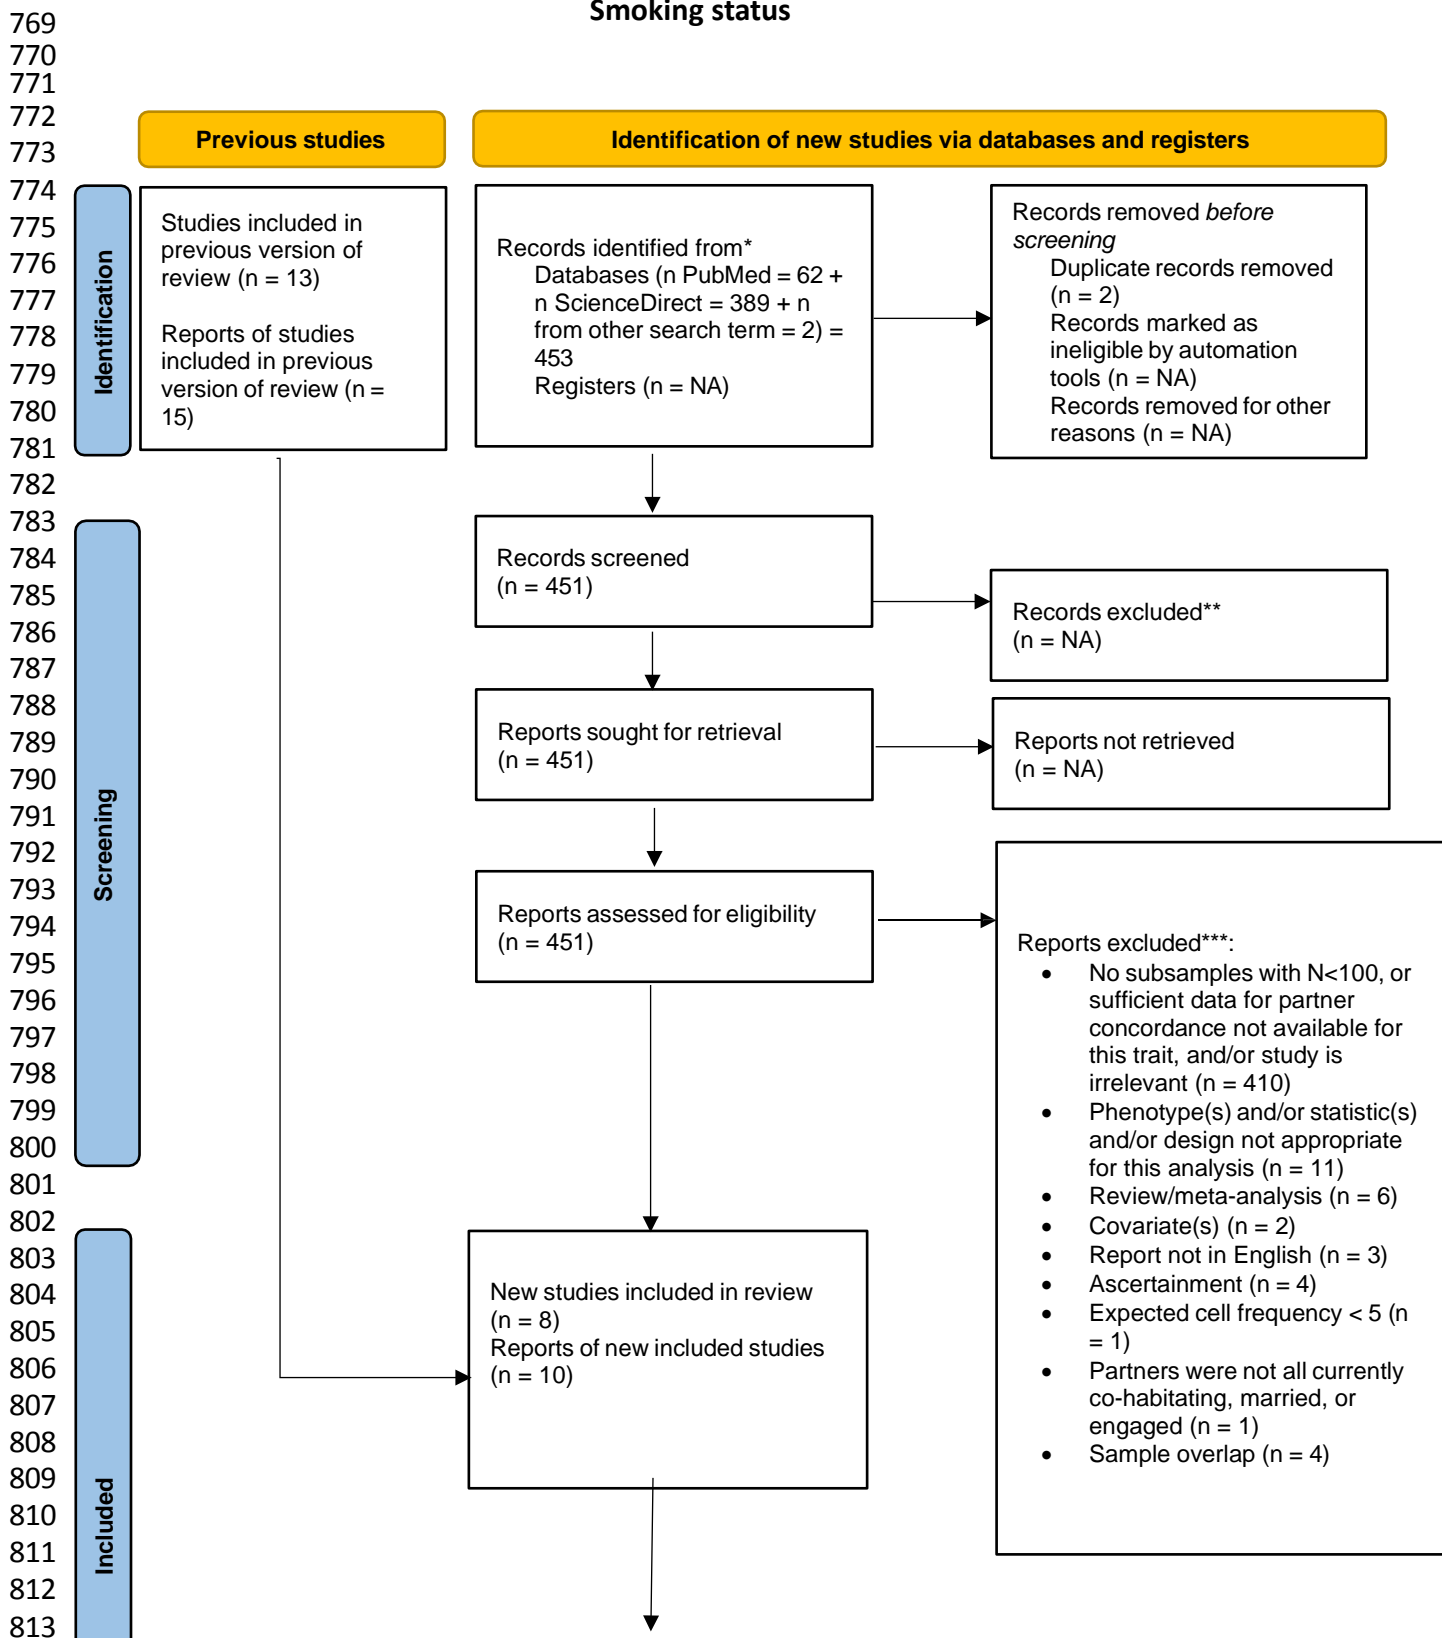 Smoking status
769
770
771
772
773
774
775
776
777
778
779
780
781
782
783
784
785
786
787
788
789
790
791
792
793
794
795
796
797
798
799
800
801
802
803
804
805
806
807
808
809
810
811
812
813
Previous studies
Identification of new studies via databases and registers
Identification
Studies included in
previous version of
review (n = 13)
Reports of studies
included in previous
version of review (n =
15)
Records identified from*
Databases (n PubMed = 62 +
n ScienceDirect = 389 + n
from other search term = 2) =
453
Registers (n = NA)
Records removed before
screening
Duplicate records removed
(n = 2)
Records marked as
ineligible by automation
tools (n = NA)
Records removed for other
reasons (n = NA)
Screening
Records screened
(n = 451)
Records excluded**
(n = NA)
Reports sought for retrieval
(n = 451)
Reports not retrieved
(n = NA)
Reports assessed for eligibility
(n = 451)
Reports excluded***:
• No subsamples with N<100, or
sufficient data for partner
concordance not available for
this trait, and/or study is
irrelevant (n = 410)
• Phenotype(s) and/or statistic(s)
and/or design not appropriate
for this analysis (n = 11)
• Review/meta-analysis (n = 6)
• Covariate(s) (n = 2)
• Report not in English (n = 3)
• Ascertainment (n = 4)
• Expected cell frequency < 5 (n
= 1)
• Partners were not all currently
co-habitating, married, or
engaged (n = 1)
• Sample overlap (n = 4)
Included
New studies included in review
(n = 8)
Reports of new included studies
(n = 10)